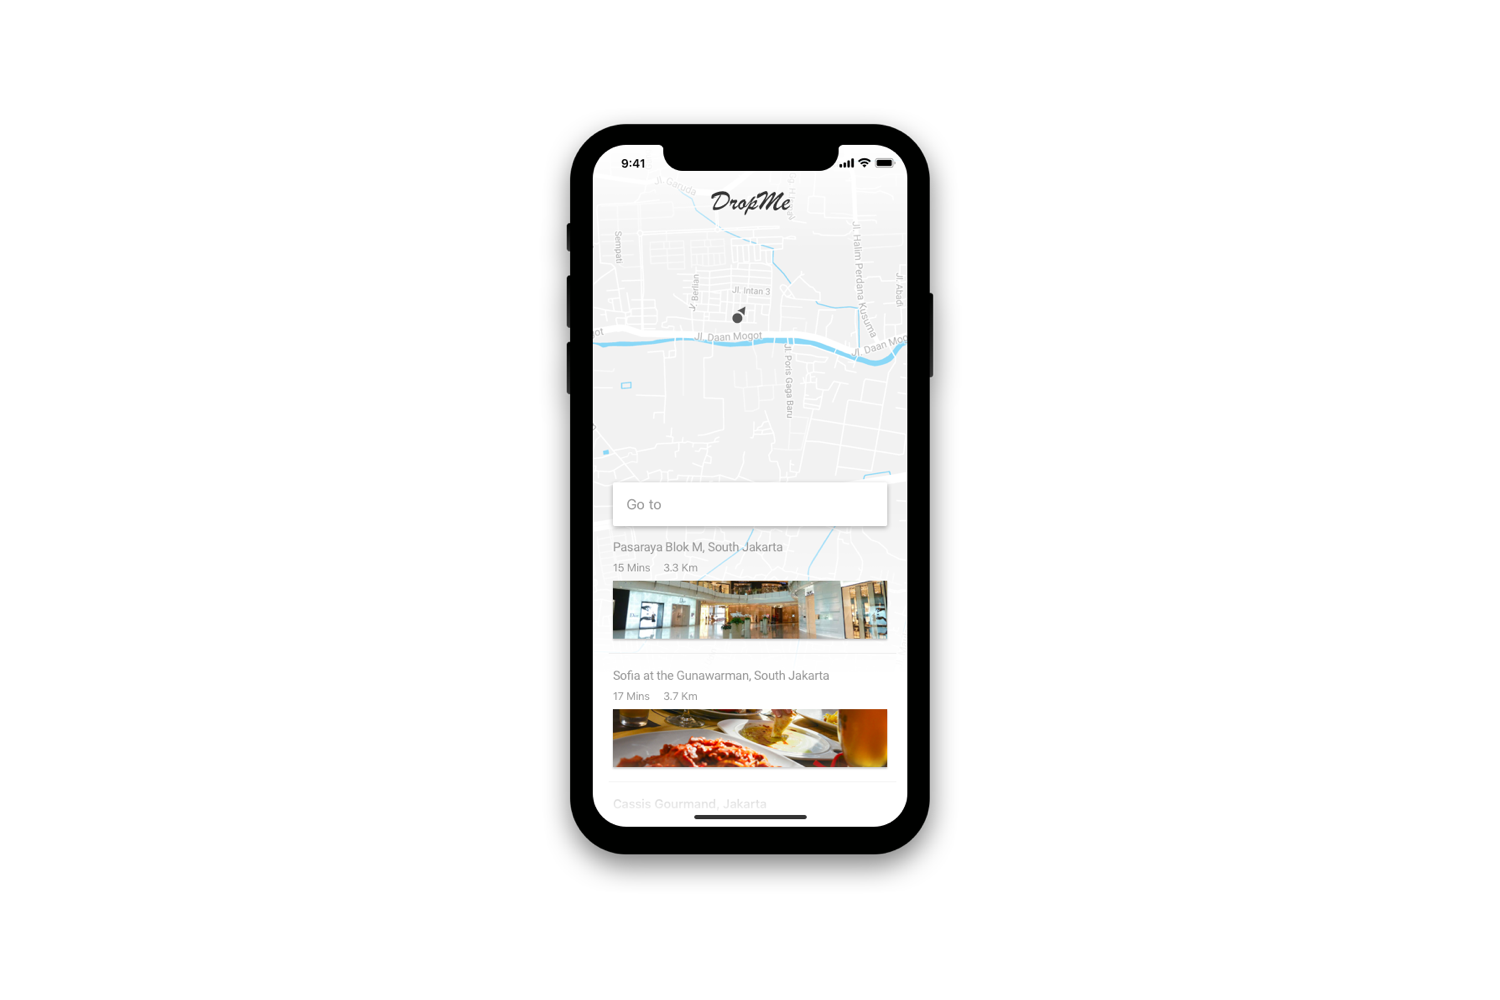 9:41
Jl. Garuda
DropMe
Sempati
Jl. Halim Perdana Kusuma
Jl. Abadi
Jl. Berlian
Jl. Intan 3
Jl. Daan Mogot
Jl. Daan Mog
Jl. Poris Gaga Baru
Go to
Pasaraya Blok M, South Jakarta
15 Mins 3.3 Km
Sofia at the Gunawarman, South Jakarta
17 Mins 3.7 Km
Cassis Gourmand, Jakarta